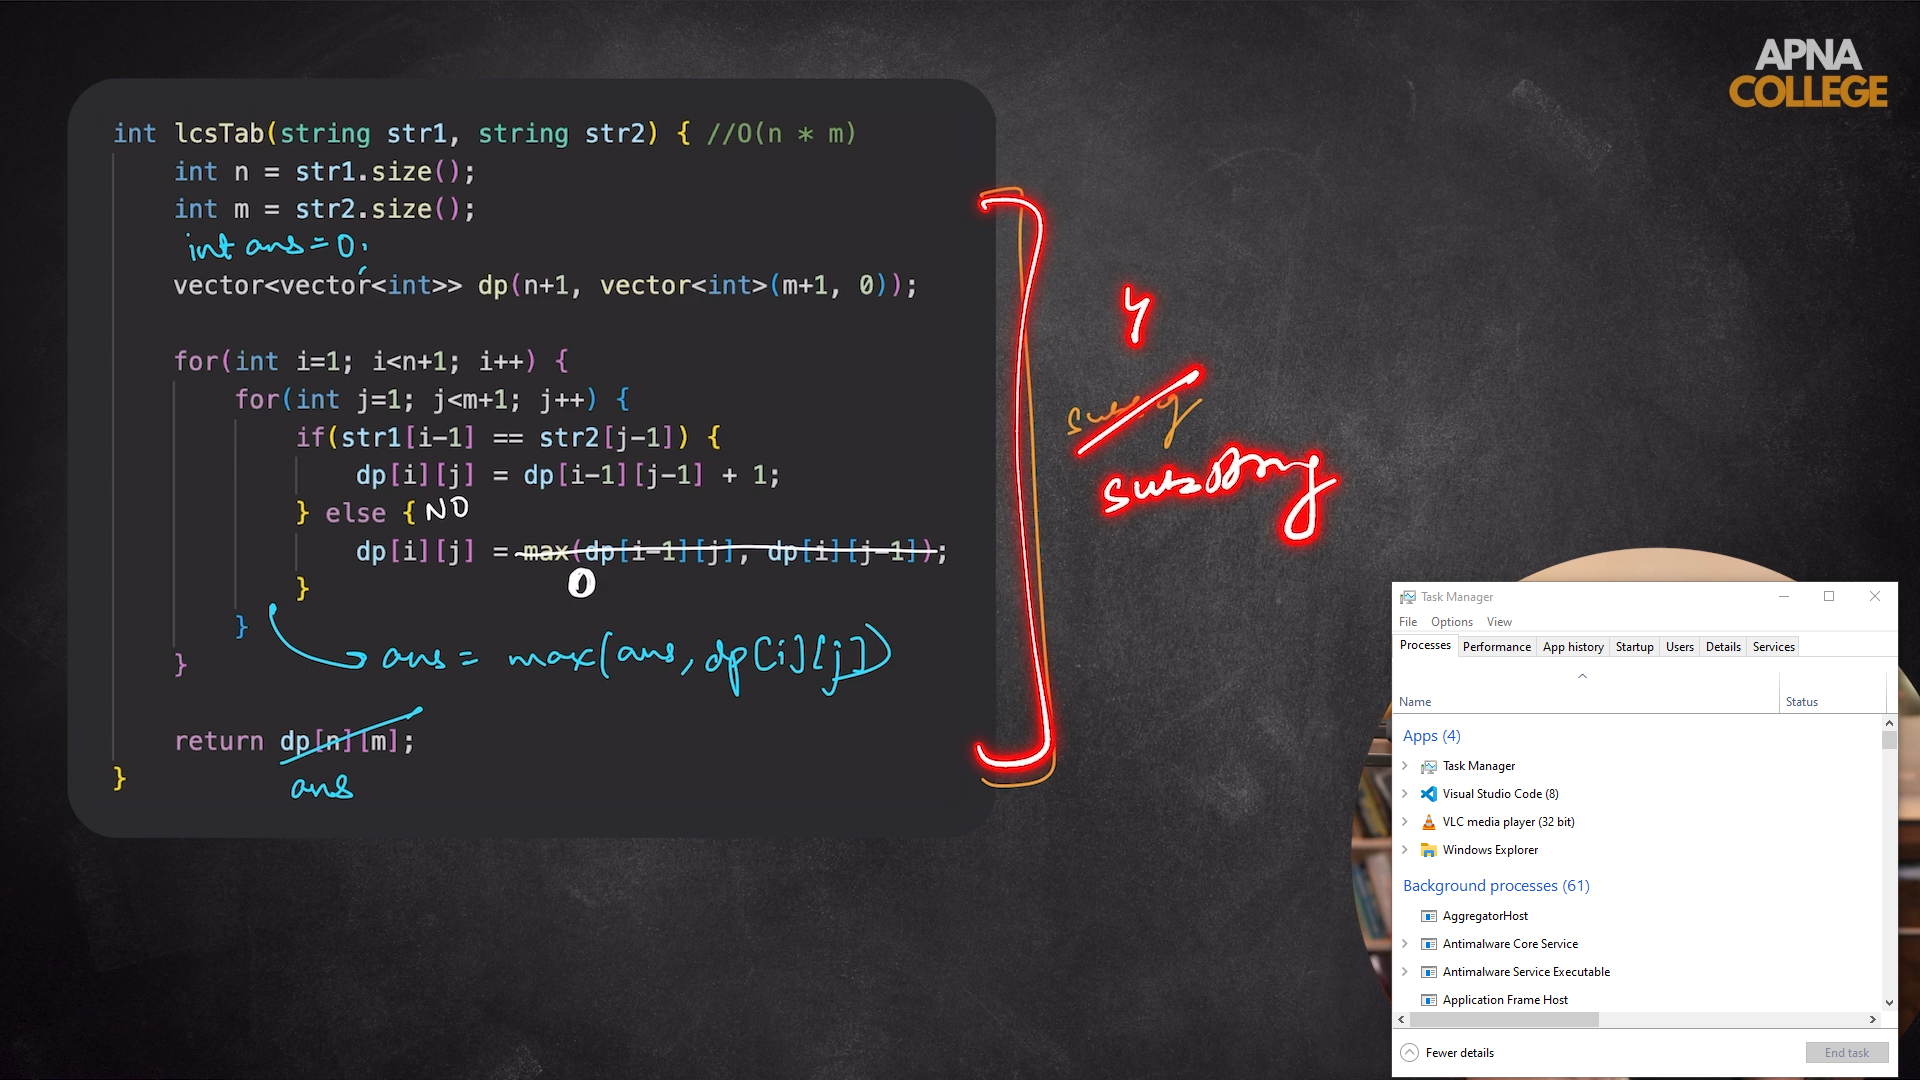 APNA
COLLEGE
int lcsTab(string str1, string str2) { //O(n * m)
int n = str1.size();
int m = str2.size();
int ans = 0;
vector<vector<int>> dp(n+1, vector<int>(m+1, 0));
for(int i=1; i<n+1; i++) {
for(int j=1; j<m+1; j++) {
if(str1[i-1] == str2[j-1]) {
dp[i][j] = dp[i-1][j-1] + 1;
} else { NO
dp[i][j] = max(dp[i-1][j], dp[i][j-1]);
0
}
}
ans = max(ans, dp[i][j])
}
return dp[n][m];
ans
}
substring
Task Manager
File Options View
Processes Performance App history Startup Users Details Services
Name Status
Apps (4)
Task Manager
Visual Studio Code (8)
VLC media player (32 bit)
Windows Explorer
Background processes (61)
AggregatorHost
Antimalware Core Service
Antimalware Service Executable
Application Frame Host
Fewer details End task